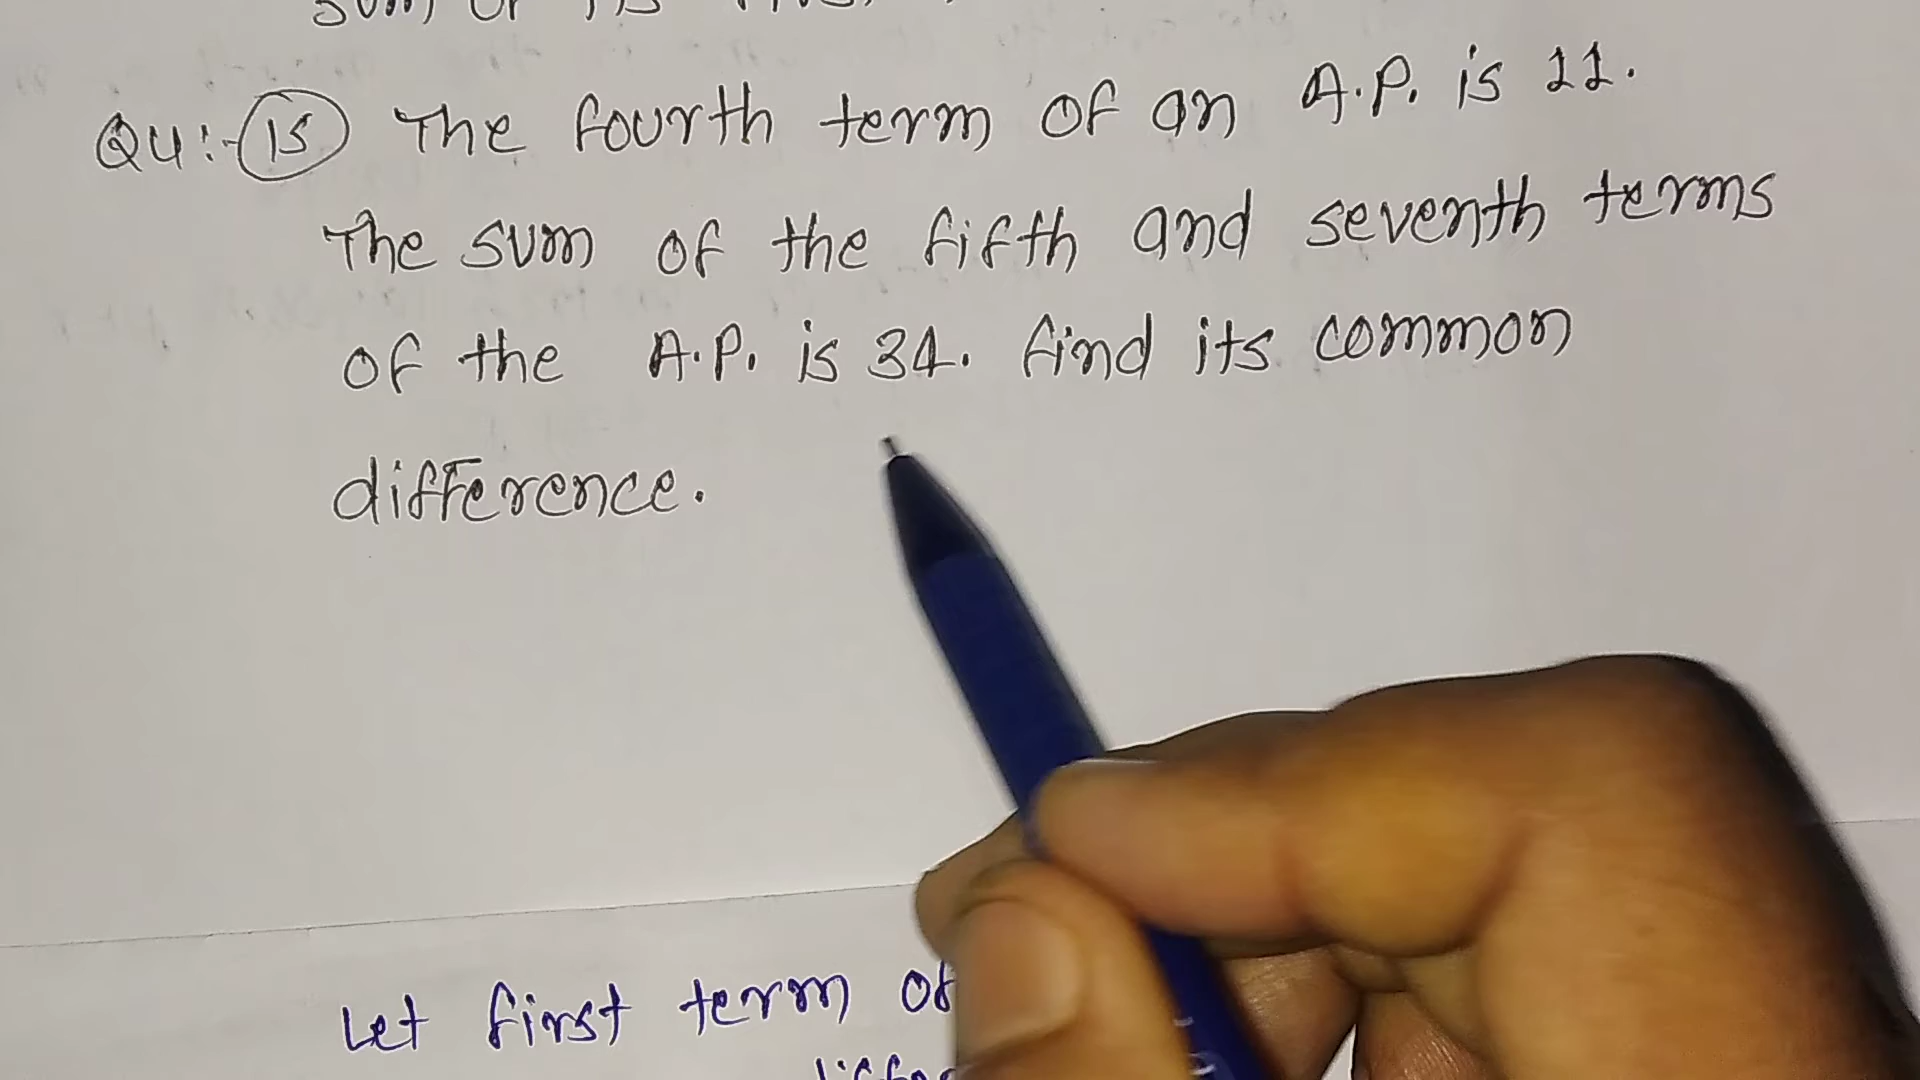 Qu:- 15 The fourth term of an A.P. is 11.
The sum of the fifth and seventh terms
of the A.P. is 34. find its common
difference.
Let first term of